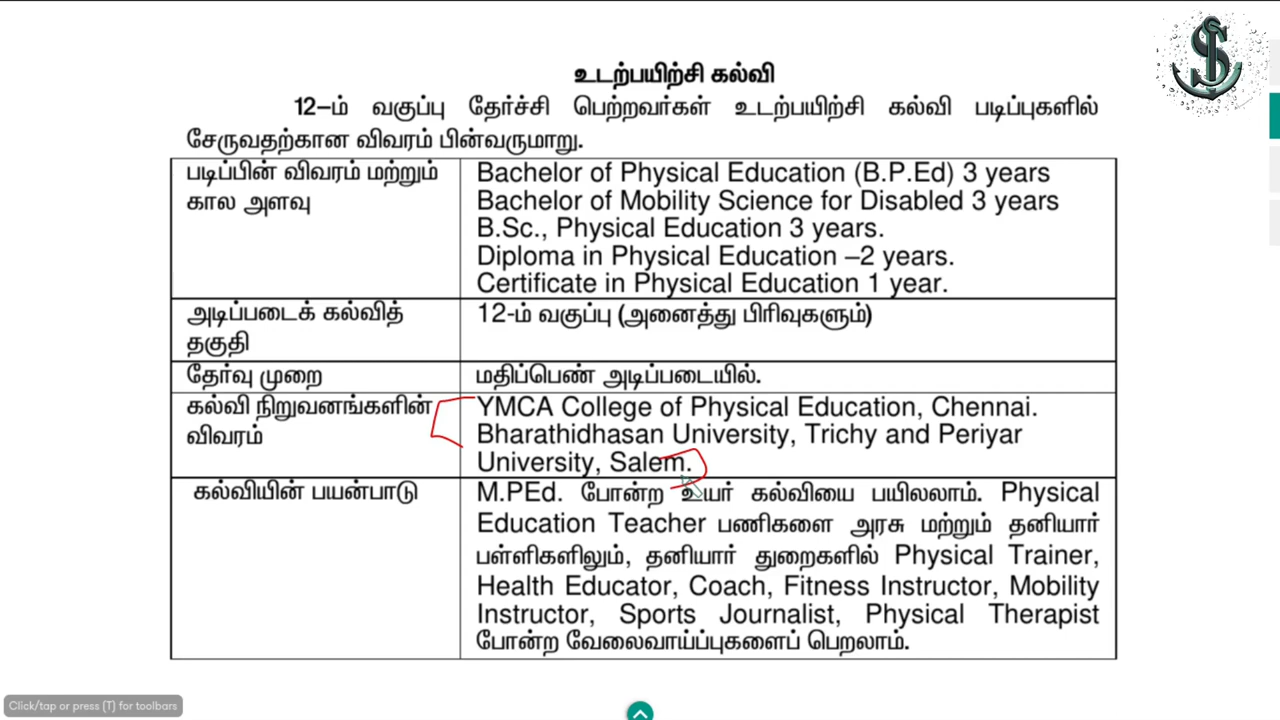 உடற்பயிற்சி கல்வி
12–ம் வகுப்பு தேர்ச்சி பெற்றவர்கள் உடற்பயிற்சி கல்வி படிப்புகளில்
சேருவதற்கான விவரம் பின்வருமாறு.
படிப்பின் விவரம் மற்றும்
கால அளவு
Bachelor of Physical Education (B.P.Ed) 3 years
Bachelor of Mobility Science for Disabled 3 years
B.Sc., Physical Education 3 years.
Diploma in Physical Education –2 years.
Certificate in Physical Education 1 year.
அடிப்படைக் கல்வித்
தகுதி
12-ம் வகுப்பு (அனைத்து பிரிவுகளும்)
தேர்வு முறை
மதிப்பெண் அடிப்படையில்.
கல்வி நிறுவனங்களின்
விவரம்
YMCA College of Physical Education, Chennai.
Bharathidhasan University, Trichy and Periyar
University, Salem.
கல்வியின் பயன்பாடு
M.PEd. போன்ற உயர் கல்வியை பயிலலாம். Physical
Education Teacher பணிகளை அரசு மற்றும் தனியார்
பள்ளிகளிலும், தனியார் துறைகளில் Physical Trainer,
Health Educator, Coach, Fitness Instructor, Mobility
Instructor, Sports Journalist, Physical Therapist
போன்ற வேலைவாய்ப்புகளைப் பெறலாம்.
Click/tap or press (T) for toolbars